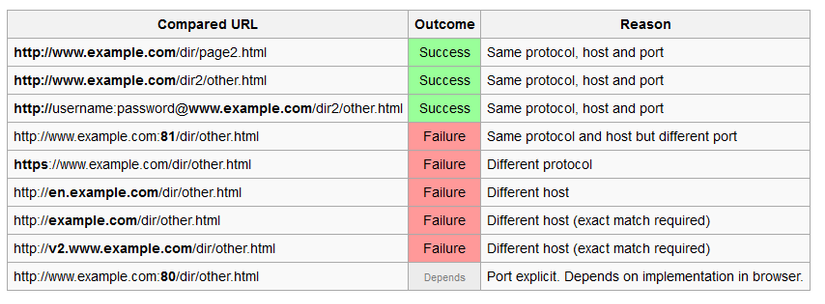 Compared URL Outcome Reason
http://www.example.com/dir/page2.html Success Same protocol, host and port
http://www.example.com/dir2/other.html Success Same protocol, host and port
http://username:password@www.example.com/dir2/other.html Success Same protocol, host and port
http://www.example.com:81/dir/other.html Failure Same protocol and host but different port
https://www.example.com/dir/other.html Failure Different protocol
http://en.example.com/dir/other.html Failure Different host
http://example.com/dir/other.html Failure Different host (exact match required)
http://v2.www.example.com/dir/other.html Failure Different host (exact match required)
http://www.example.com:80/dir/other.html Depends Port explicit. Depends on implementation in browser.